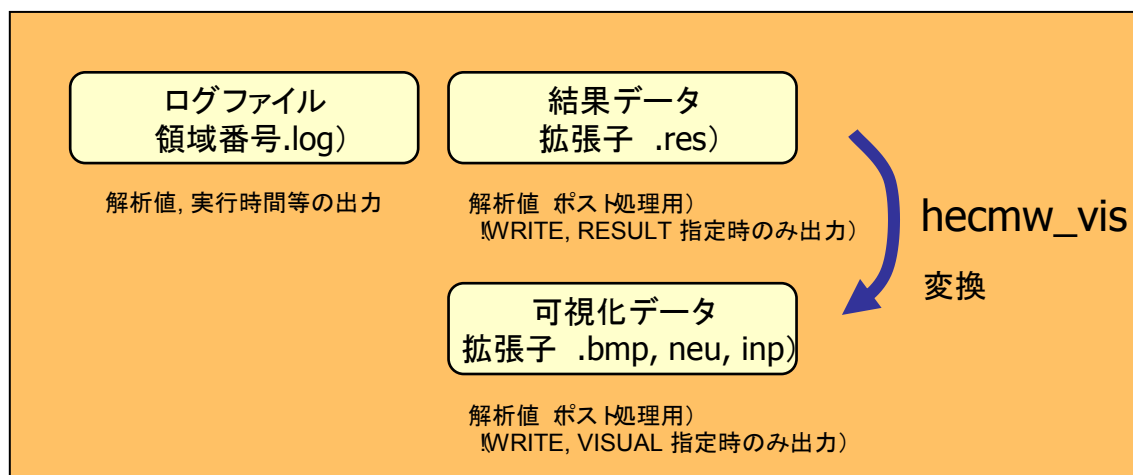 ログファイル
領域番号.log）
解析値, 実行時間等の出力
結果データ
拡張子 .res）
解析値 ポスト処理用）
!WRITE, RESULT 指定時のみ出力）
hecmw_vis
変換
可視化データ
拡張子 .bmp, neu, inp）
解析値 ポスト処理用）
!WRITE, VISUAL 指定時のみ出力）